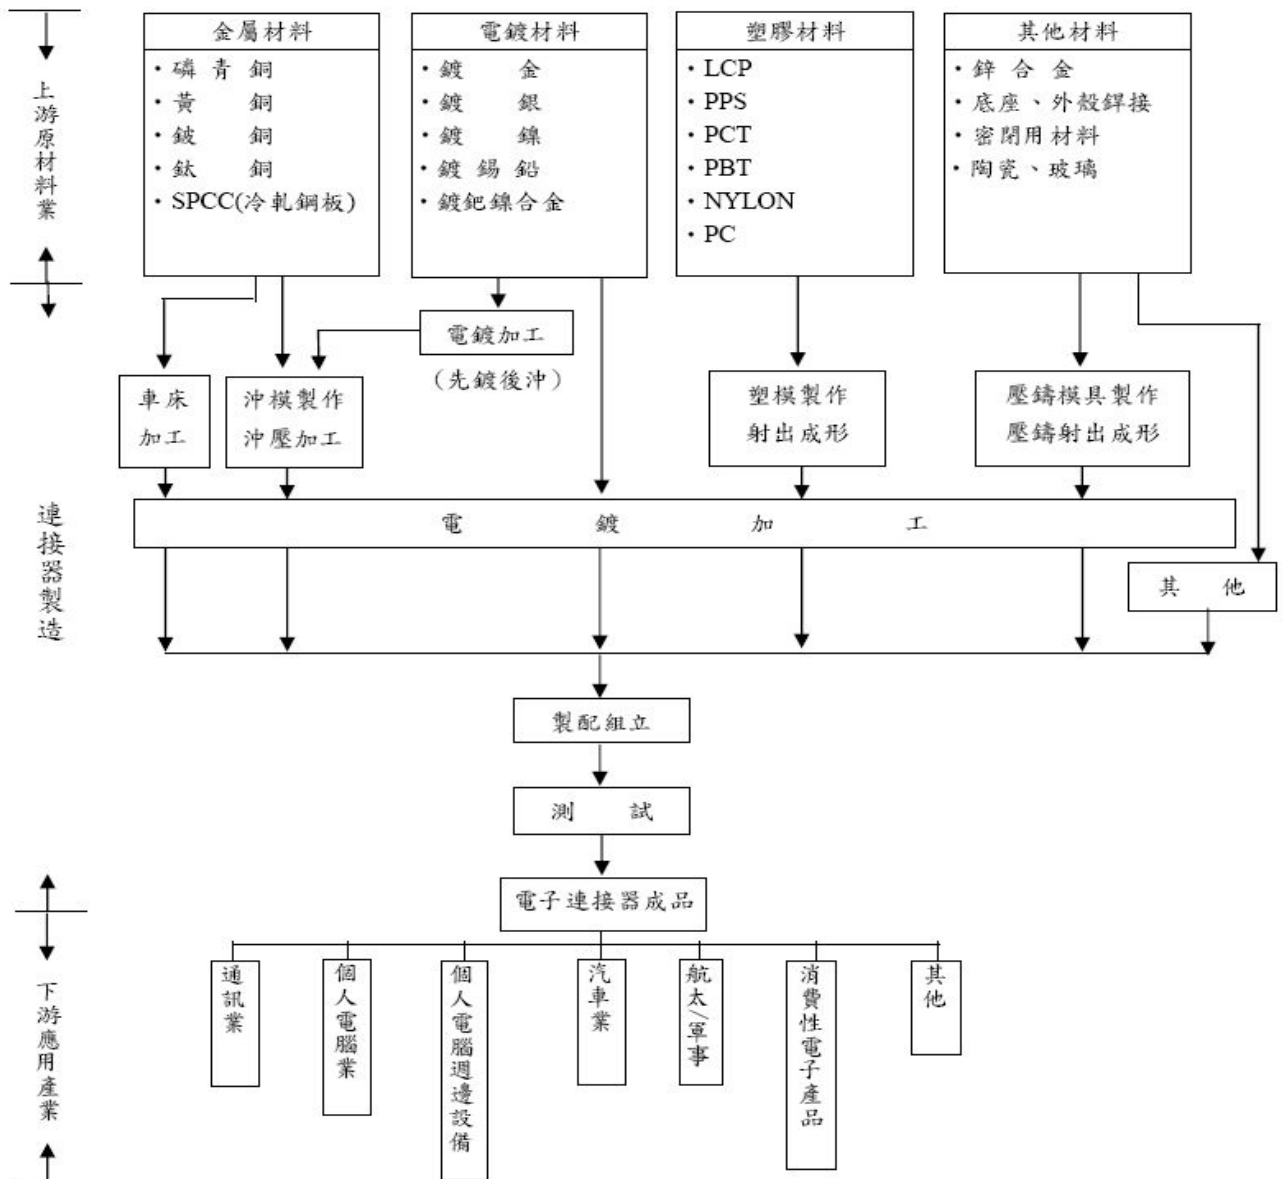 上游原材料業
金屬材料
・磷青銅
・黃銅
・鈹銅
・鈦銅
・SPCC(冷軋鋼板)
電鍍材料
・鍍金
・鍍銀
・鍍鎳
・鍍錫鉛
・鍍鈀鎳合金
塑膠材料
・LCP
・PPS
・PCT
・PBT
・NYLON
・PC
其他材料
・鋅合金
・底座、外殼銲接
・密閉用材料
・陶瓷、玻璃
連接器製造
電鍍加工
(先鍍後沖)
車床
加工
沖模製作
沖壓加工
塑模製作
射出成形
壓鑄模具製作
壓鑄射出成形
電鍍加工
其他
製配組立
測試
電子連接器成品
下游應用產業
通訊業
個人電腦業
個人電腦週邊設備
汽車業
航太/軍事
消費性電子產品
其他